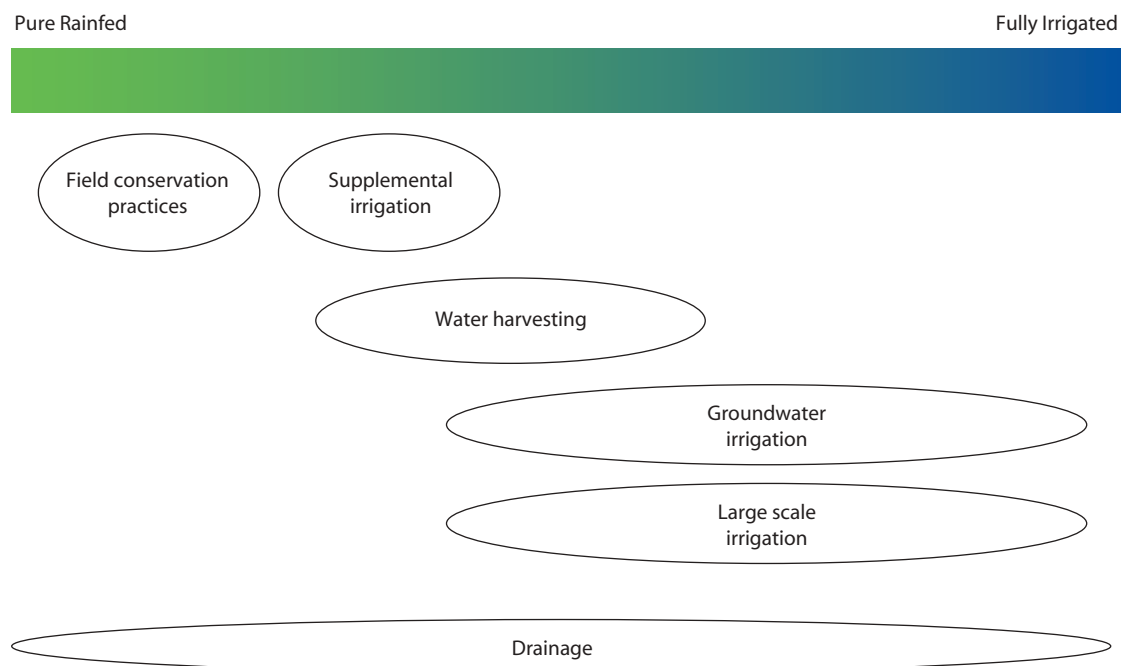 Pure Rainfed
Fully Irrigated
Field conservation
practices
Supplemental
irrigation
Water harvesting
Groundwater
irrigation
Large scale
irrigation
Drainage